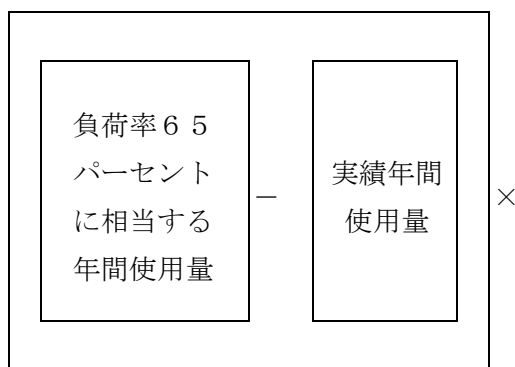 負荷率６５
パーセント
に相当する
年間使用量
－
実績年間
使用量
×